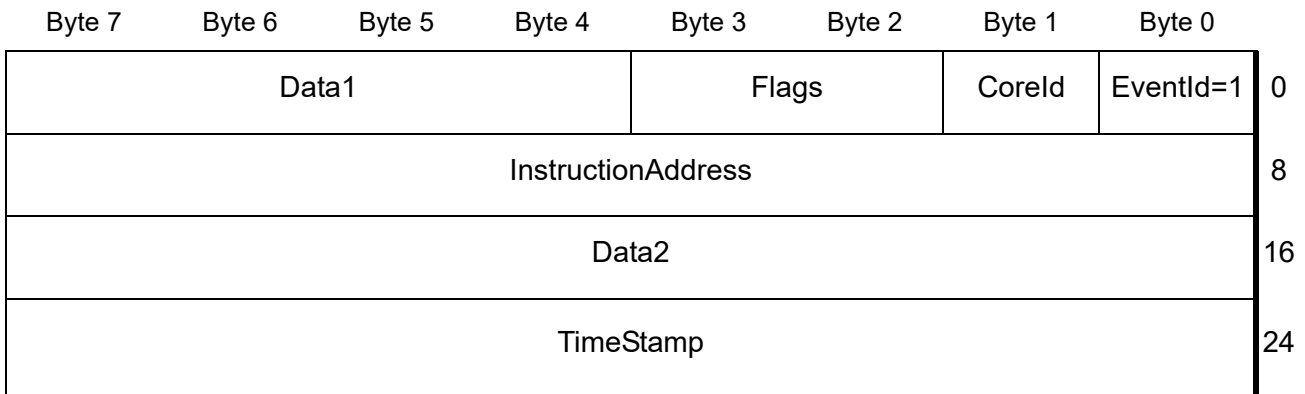 Byte 7 Byte 6 Byte 5 Byte 4 Byte 3 Byte 2 Byte 1 Byte 0
Data1 Flags CoreId EventId=1 0
InstructionAddress 8
Data2 16
TimeStamp 24